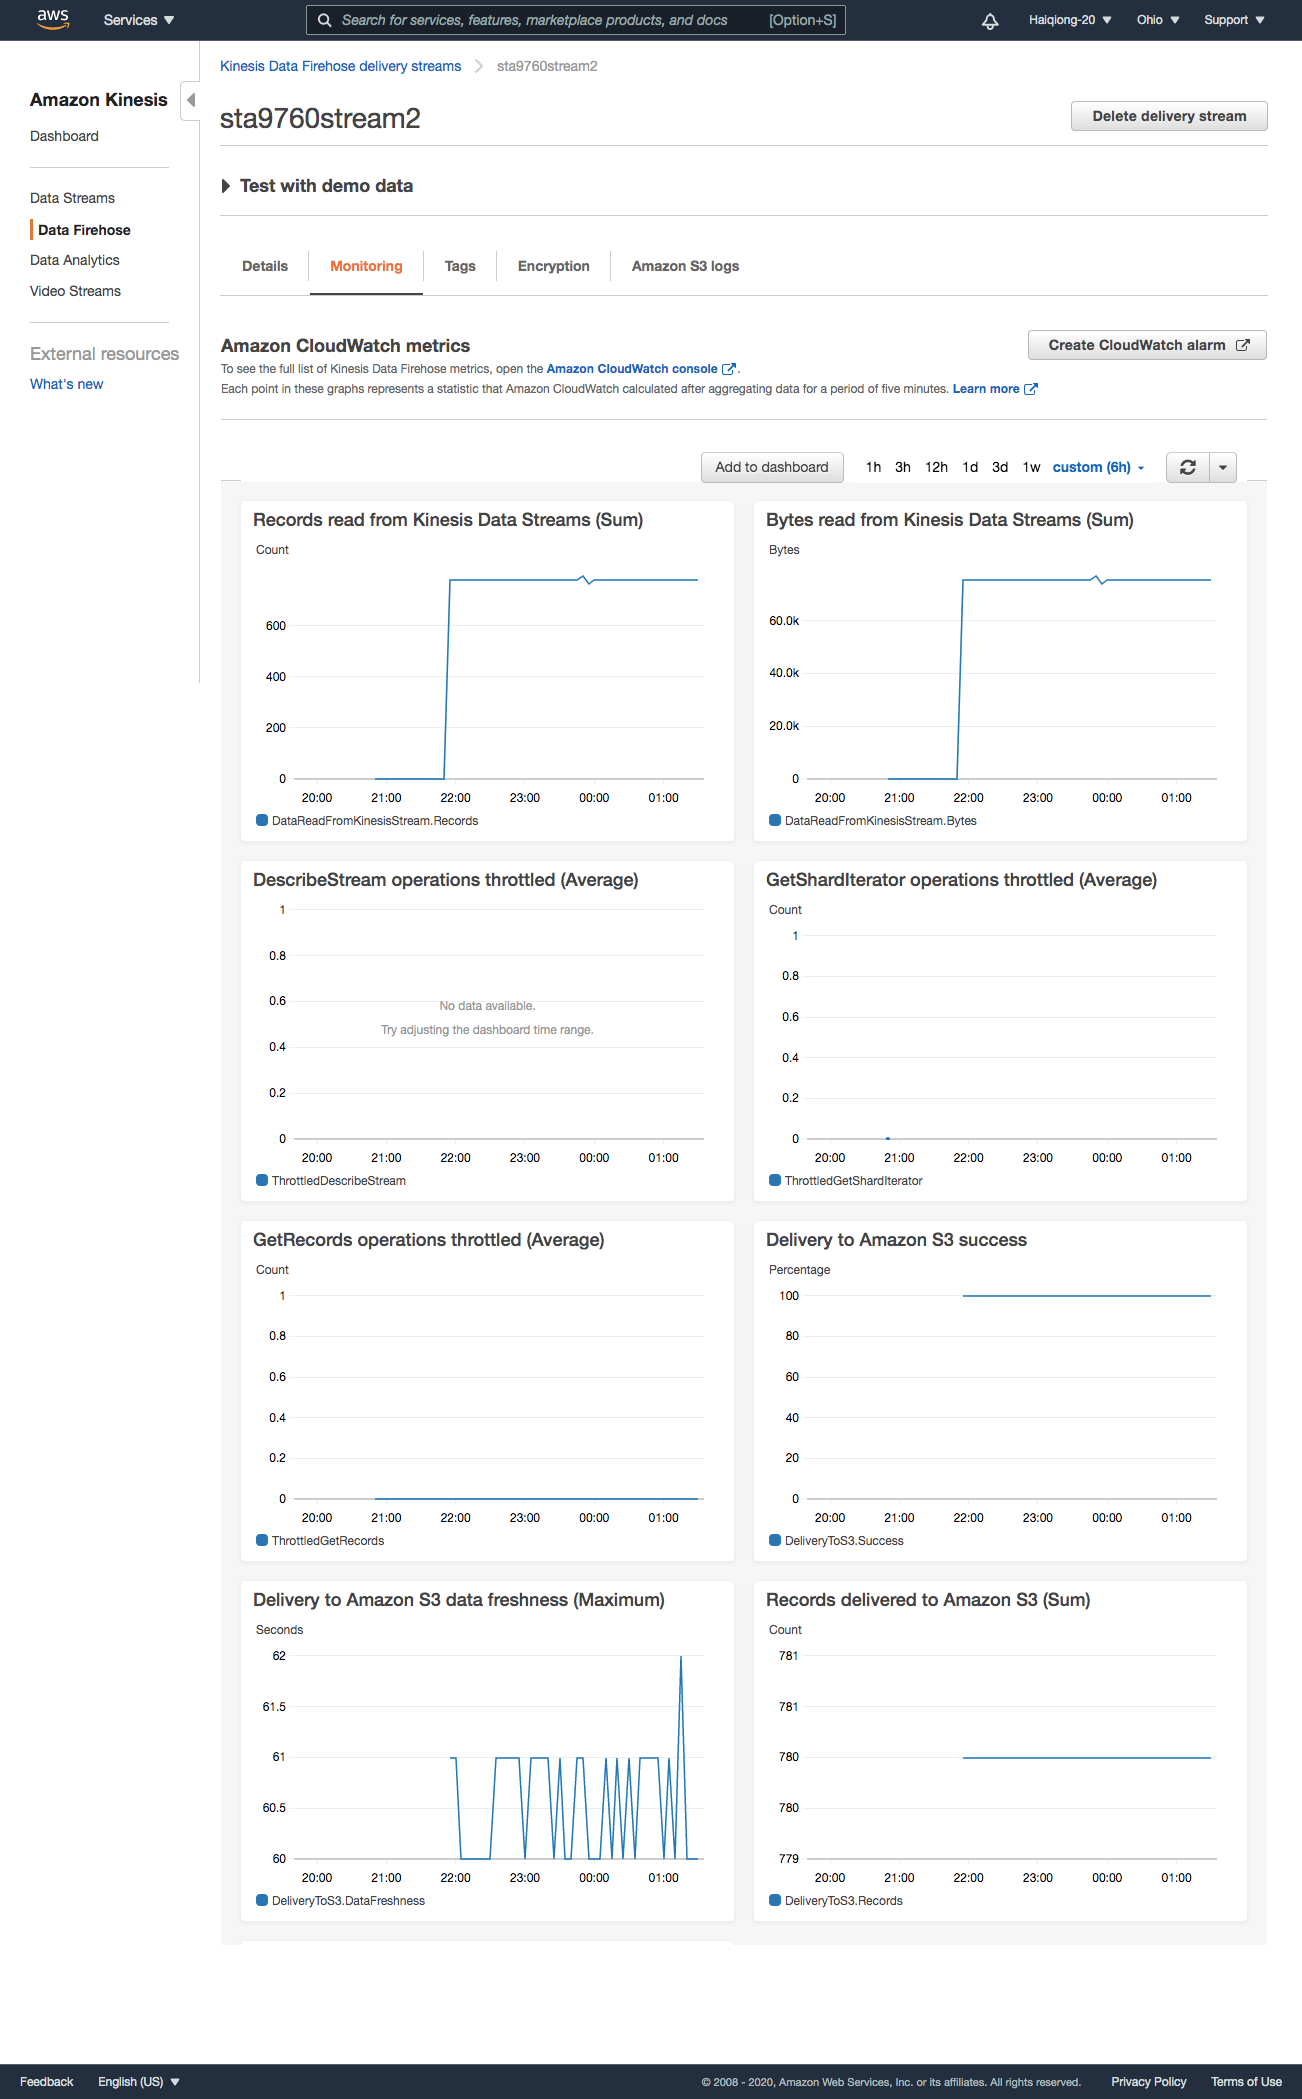 aws
Services
Search for services, features, marketplace products, and docs [Option+S]
Haiqiong-20
Ohio
Support
Amazon Kinesis
Dashboard
Data Streams
Data Firehose
Data Analytics
Video Streams
External resources
What's new
Kinesis Data Firehose delivery streams sta9760stream2
sta9760stream2
Delete delivery stream
Test with demo data
Details Monitoring Tags Encryption Amazon S3 logs
Amazon CloudWatch metrics
Create CloudWatch alarm
To see the full list of Kinesis Data Firehose metrics, open the Amazon CloudWatch console.
Each point in these graphs represents a statistic that Amazon CloudWatch calculated after aggregating data for a period of five minutes. Learn more
Add to dashboard 1h 3h 12h 1d 3d 1w custom (6h)
Records read from Kinesis Data Streams (Sum)
Count
600
400
200
0
20:00 21:00 22:00 23:00 00:00 01:00
DataReadFromKinesisStream.Records
Bytes read from Kinesis Data Streams (Sum)
Bytes
60.0k
40.0k
20.0k
0
20:00 21:00 22:00 23:00 00:00 01:00
DataReadFromKinesisStream.Bytes
DescribeStream operations throttled (Average)
1
0.8
0.6
0.4
0.2
0
No data available.
Try adjusting the dashboard time range.
20:00 21:00 22:00 23:00 00:00 01:00
ThrottledDescribeStream
GetShardIterator operations throttled (Average)
Count
1
0.8
0.6
0.4
0.2
0
20:00 21:00 22:00 23:00 00:00 01:00
ThrottledGetShardIterator
GetRecords operations throttled (Average)
Count
1
0.8
0.6
0.4
0.2
0
20:00 21:00 22:00 23:00 00:00 01:00
ThrottledGetRecords
Delivery to Amazon S3 success
Percentage
100
80
60
40
20
0
20:00 21:00 22:00 23:00 00:00 01:00
DeliveryToS3.Success
Delivery to Amazon S3 data freshness (Maximum)
Seconds
62
61.5
61
60.5
60
20:00 21:00 22:00 23:00 00:00 01:00
DeliveryToS3.DataFreshness
Records delivered to Amazon S3 (Sum)
Count
781
781
780
780
779
20:00 21:00 22:00 23:00 00:00 01:00
DeliveryToS3.Records
Feedback English (US) © 2008 - 2020, Amazon Web Services, Inc. or its affiliates. All rights reserved. Privacy Policy Terms of Use